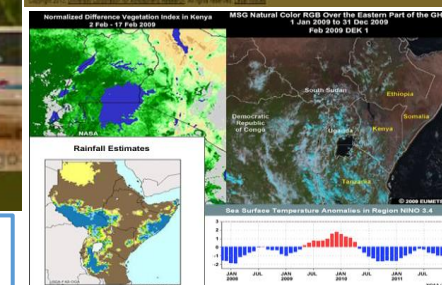 Normalized Difference Vegetation Index in Kenya
2 Feb - 17 Feb 2009
NASA
MSG Natural Color RGB Over the Eastern Part of the GH
1 Jan 2009 to 31 Dec 2009
Feb 2009 DEK 1
South Sudan
Ethiopia
Democratic
Republic
of Congo
Uganda
Kenya
Somalia
Tanzania
© 2009 EUMET
Rainfall Estimates
Sea Surface Temperature Anomalies in Region NINO 3.4
3
2
1
0
-1
-2
JAN
2008
JUL
JAN
2009
JUL
JAN
2010
JUL
JAN
2011
JUL